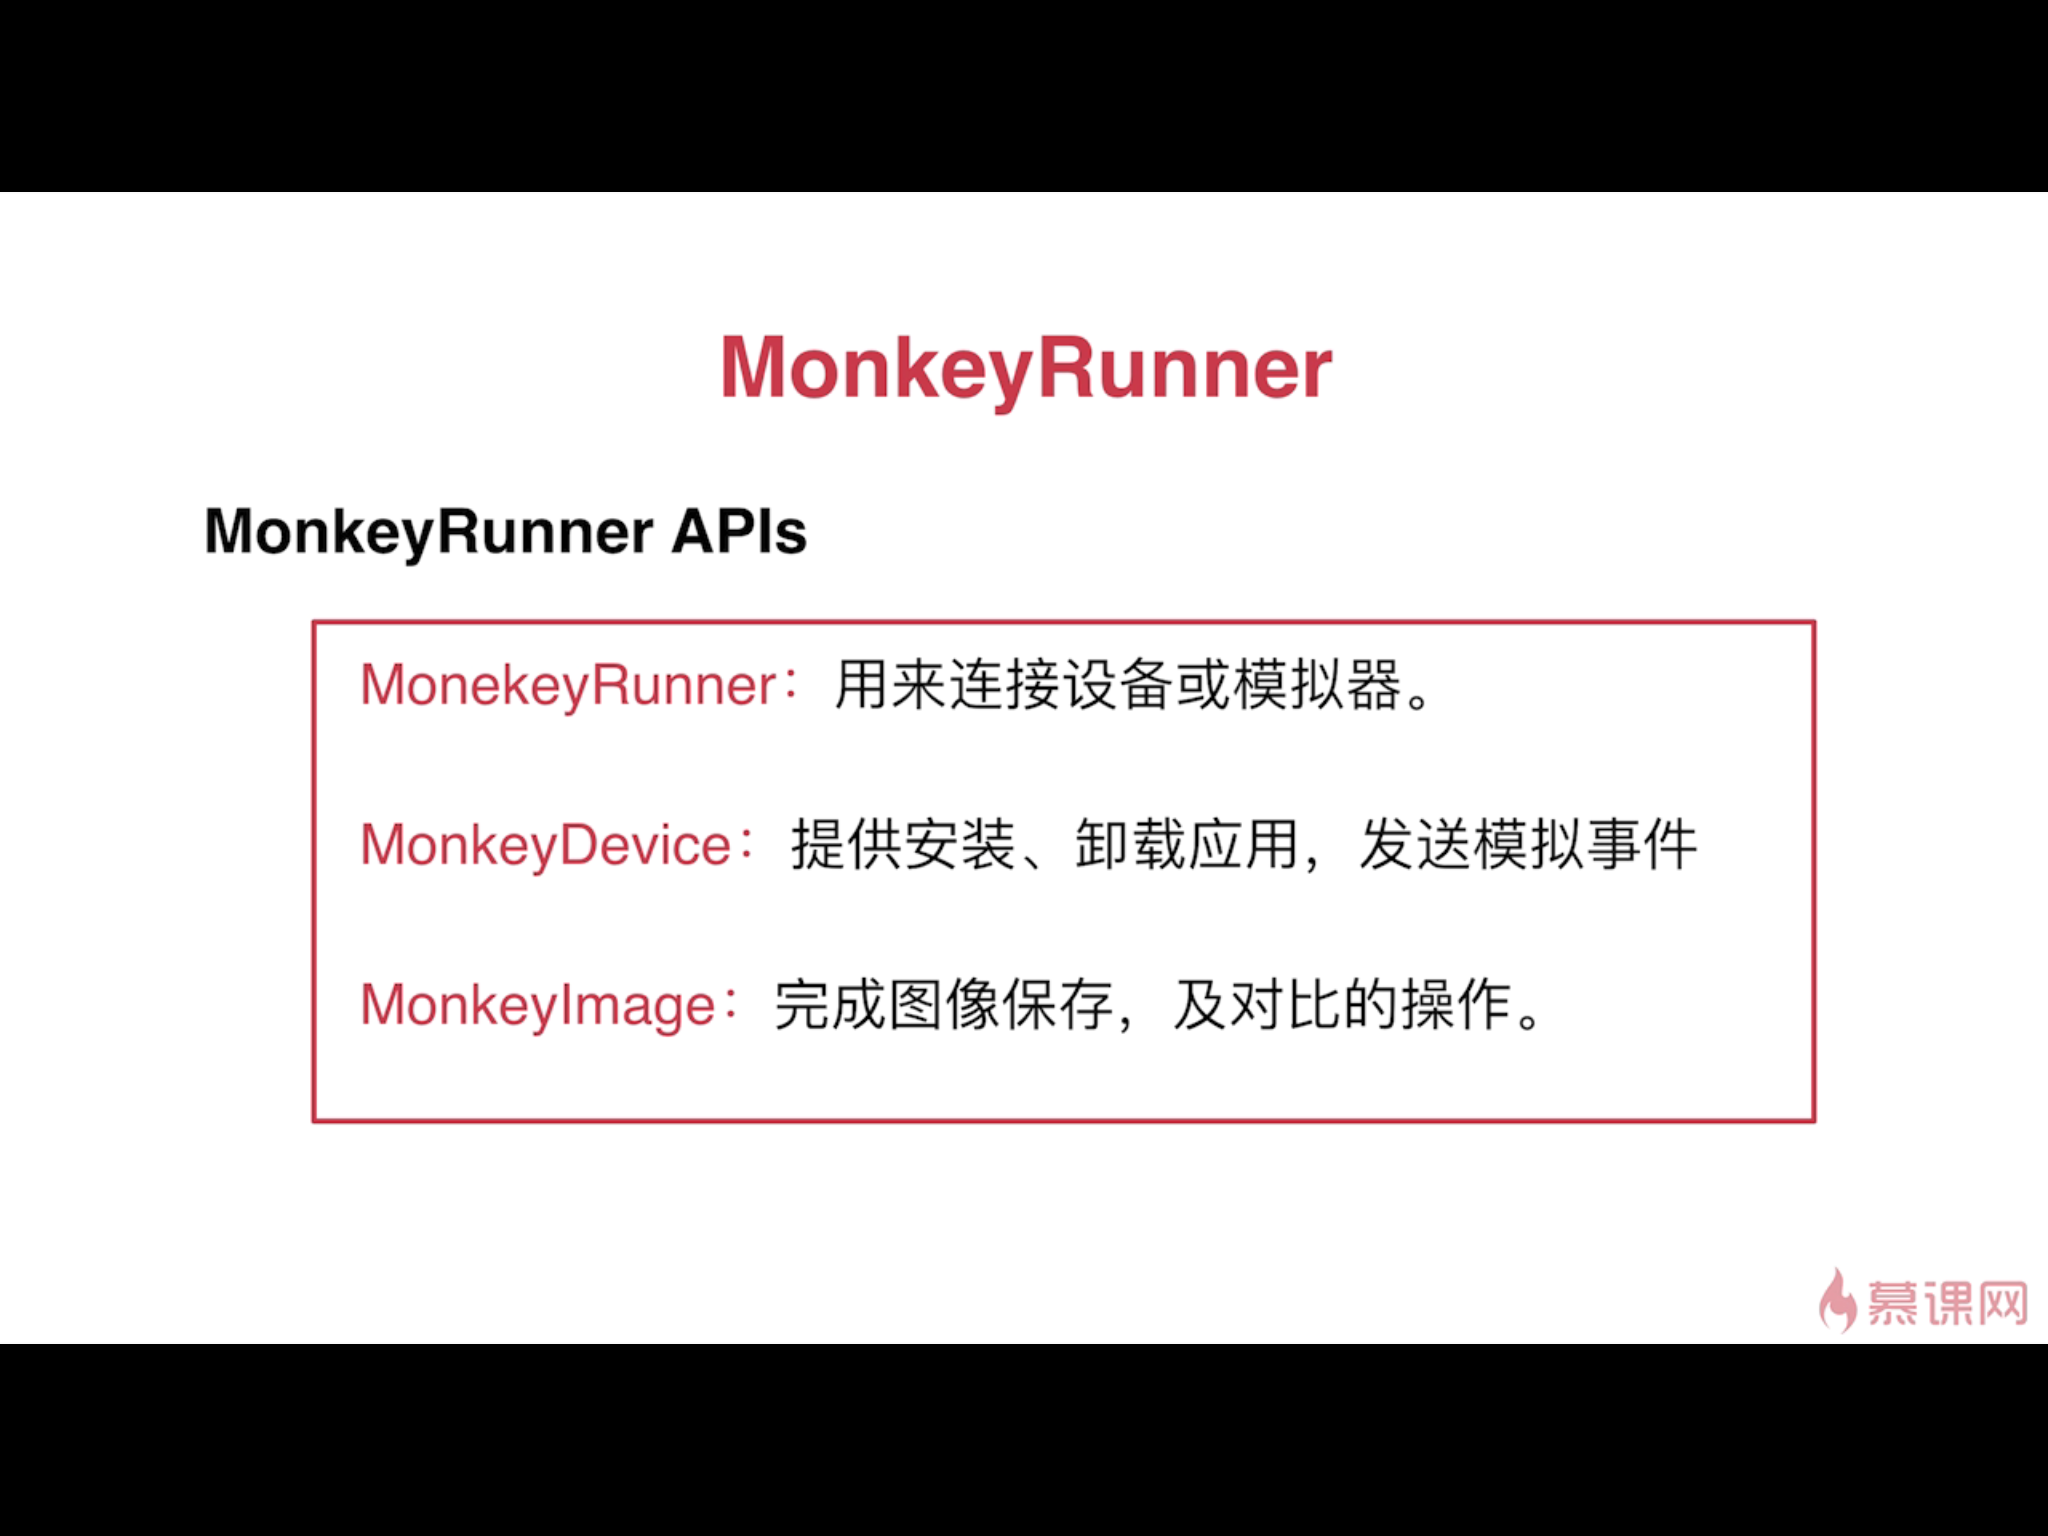 MonkeyRunner
MonkeyRunner APIs
MonekeyRunner：用来连接设备或模拟器。
MonkeyDevice：提供安装、卸载应用，发送模拟事件
MonkeyImage：完成图像保存，及对比的操作。
慕课网